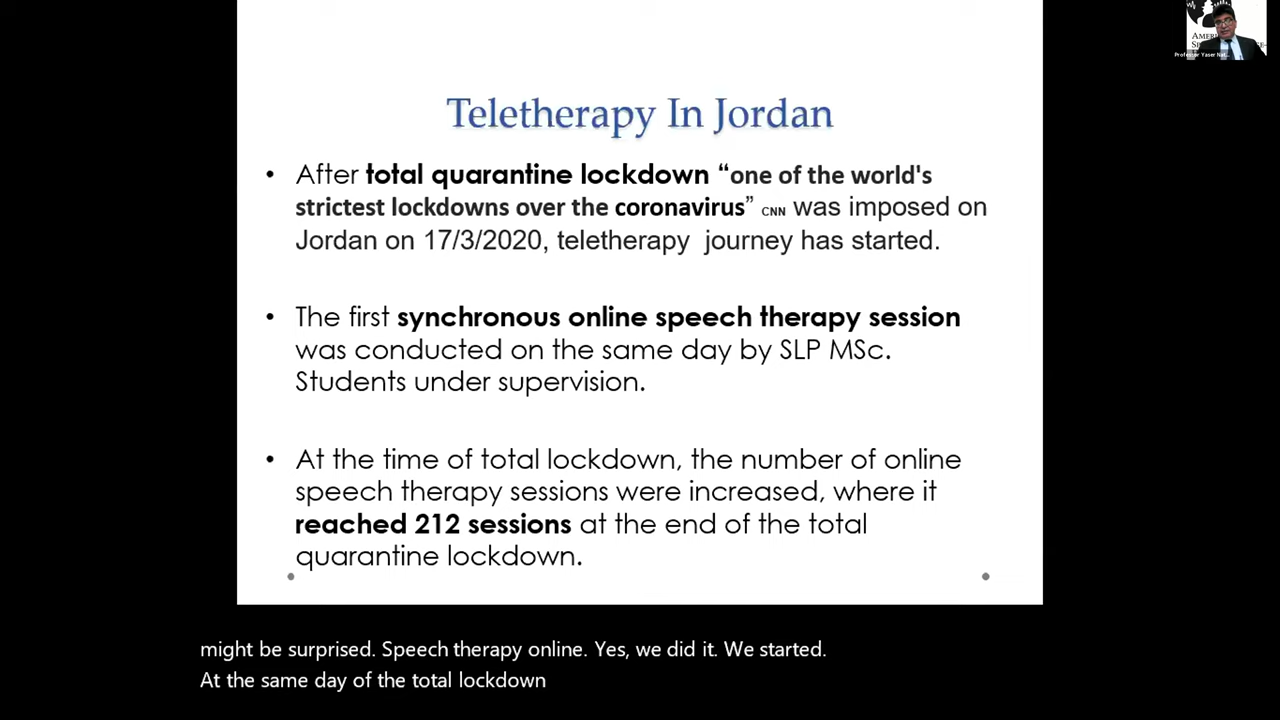 Teletherapy In Jordan
• After total quarantine lockdown “one of the world's
strictest lockdowns over the coronavirus” CNN was imposed on
Jordan on 17/3/2020, teletherapy journey has started.
• The first synchronous online speech therapy session
was conducted on the same day by SLP MSc.
Students under supervision.
• At the time of total lockdown, the number of online
speech therapy sessions were increased, where it
reached 212 sessions at the end of the total
quarantine lockdown.
might be surprised. Speech therapy online. Yes, we did it. We started.
At the same day of the total lockdown
Professor Yaser